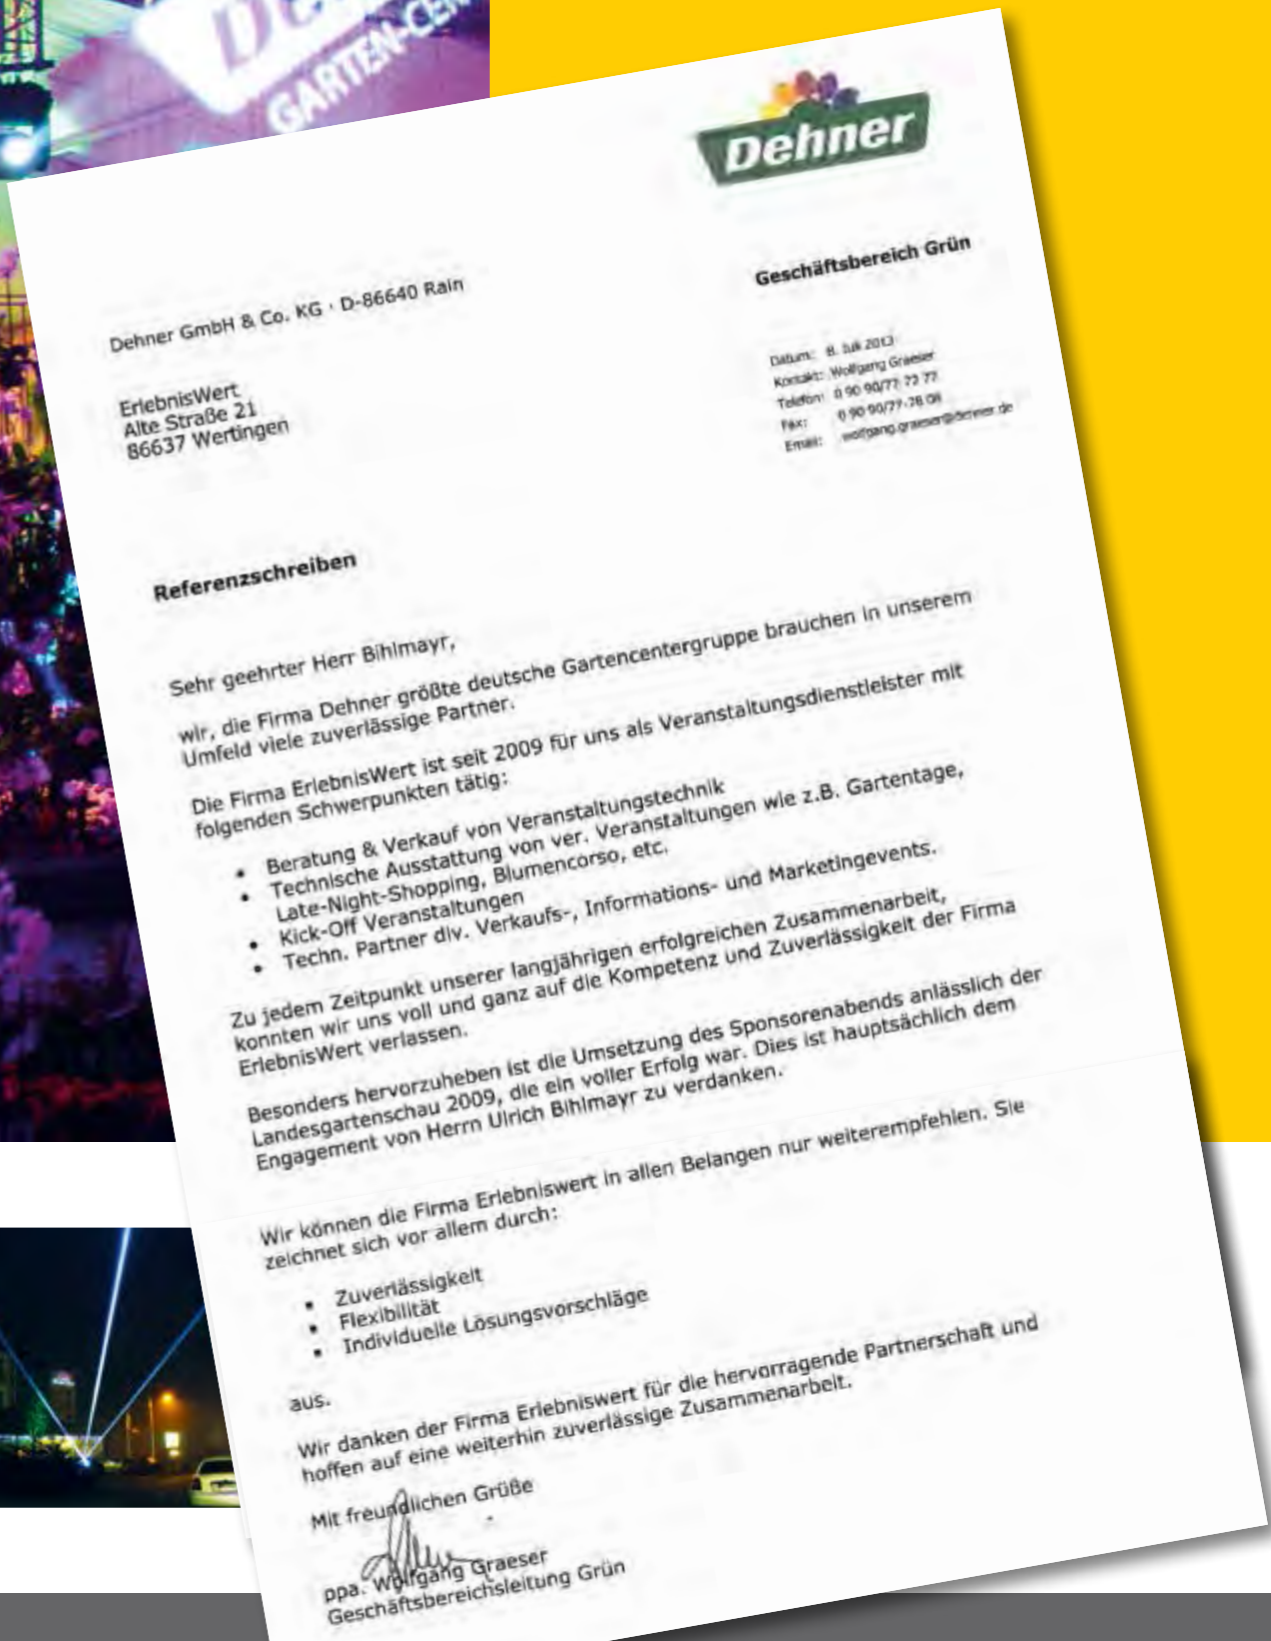 GARTEN-CEN
Dehner
Geschäftsbereich Grün
Dehner GmbH & Co. KG · D-86640 Rain
ErlebnisWert
Alte Straße 21
86637 Wertingen
Datum: 8. Juli 2013
Kontakt: Wolfgang Graeser
Telefon: 0 90 90/77 72 77
Fax: 0 90 90/77-78 08
Email: wolfgang.graeser@dehner.de
Referenzschreiben
Sehr geehrter Herr Bihlmayr,
wir, die Firma Dehner größte deutsche Gartencentergruppe brauchen in unserem
Umfeld viele zuverlässige Partner.
Die Firma ErlebnisWert ist seit 2009 für uns als Veranstaltungsdienstleister mit
folgenden Schwerpunkten tätig:
• Beratung & Verkauf von Veranstaltungstechnik
• Technische Ausstattung von ver. Veranstaltungen wie z.B. Gartentage,
Late-Night-Shopping, Blumencorso, etc.
• Kick-Off Veranstaltungen
• Techn. Partner div. Verkaufs-, Informations- und Marketingevents.
Zu jedem Zeitpunkt unserer langjährigen erfolgreichen Zusammenarbeit,
konnten wir uns voll und ganz auf die Kompetenz und Zuverlässigkeit der Firma
ErlebnisWert verlassen.
Besonders hervorzuheben ist die Umsetzung des Sponsorenabends anlässlich der
Landesgartenschau 2009, die ein voller Erfolg war. Dies ist hauptsächlich dem
Engagement von Herrn Ulrich Bihlmayr zu verdanken.
Wir können die Firma Erlebniswert in allen Belangen nur weiterempfehlen. Sie
zeichnet sich vor allem durch:
• Zuverlässigkeit
• Flexibilität
• Individuelle Lösungsvorschläge
aus.
Wir danken der Firma Erlebniswert für die hervorragende Partnerschaft und
hoffen auf eine weiterhin zuverlässige Zusammenarbeit.
Mit freundlichen Grüße
ppa. Wolfgang Graeser
Geschäftsbereichsleitung Grün